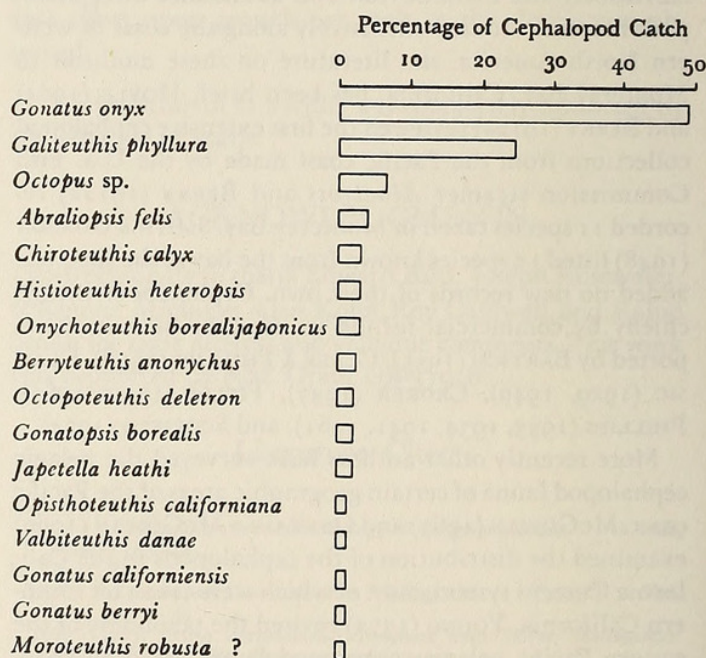 Percentage of Cephalopod Catch
0 10 20 30 40 50
Gonatus onyx
Galiteuthis phyllura
Octopus sp.
Abraliopsis felis
Chiroteuthis calyx
Histioteuthis heteropsis
Onychoteuthis borealijaponicus
Berryteuthis anonychus
Octopoteuthis deletron
Gonatopsis borealis
Japetella heathi
Opisthoteuthis californiana
Valbiteuthis danae
Gonatus californiensis
Gonatus berryi
Moroteuthis robusta ?